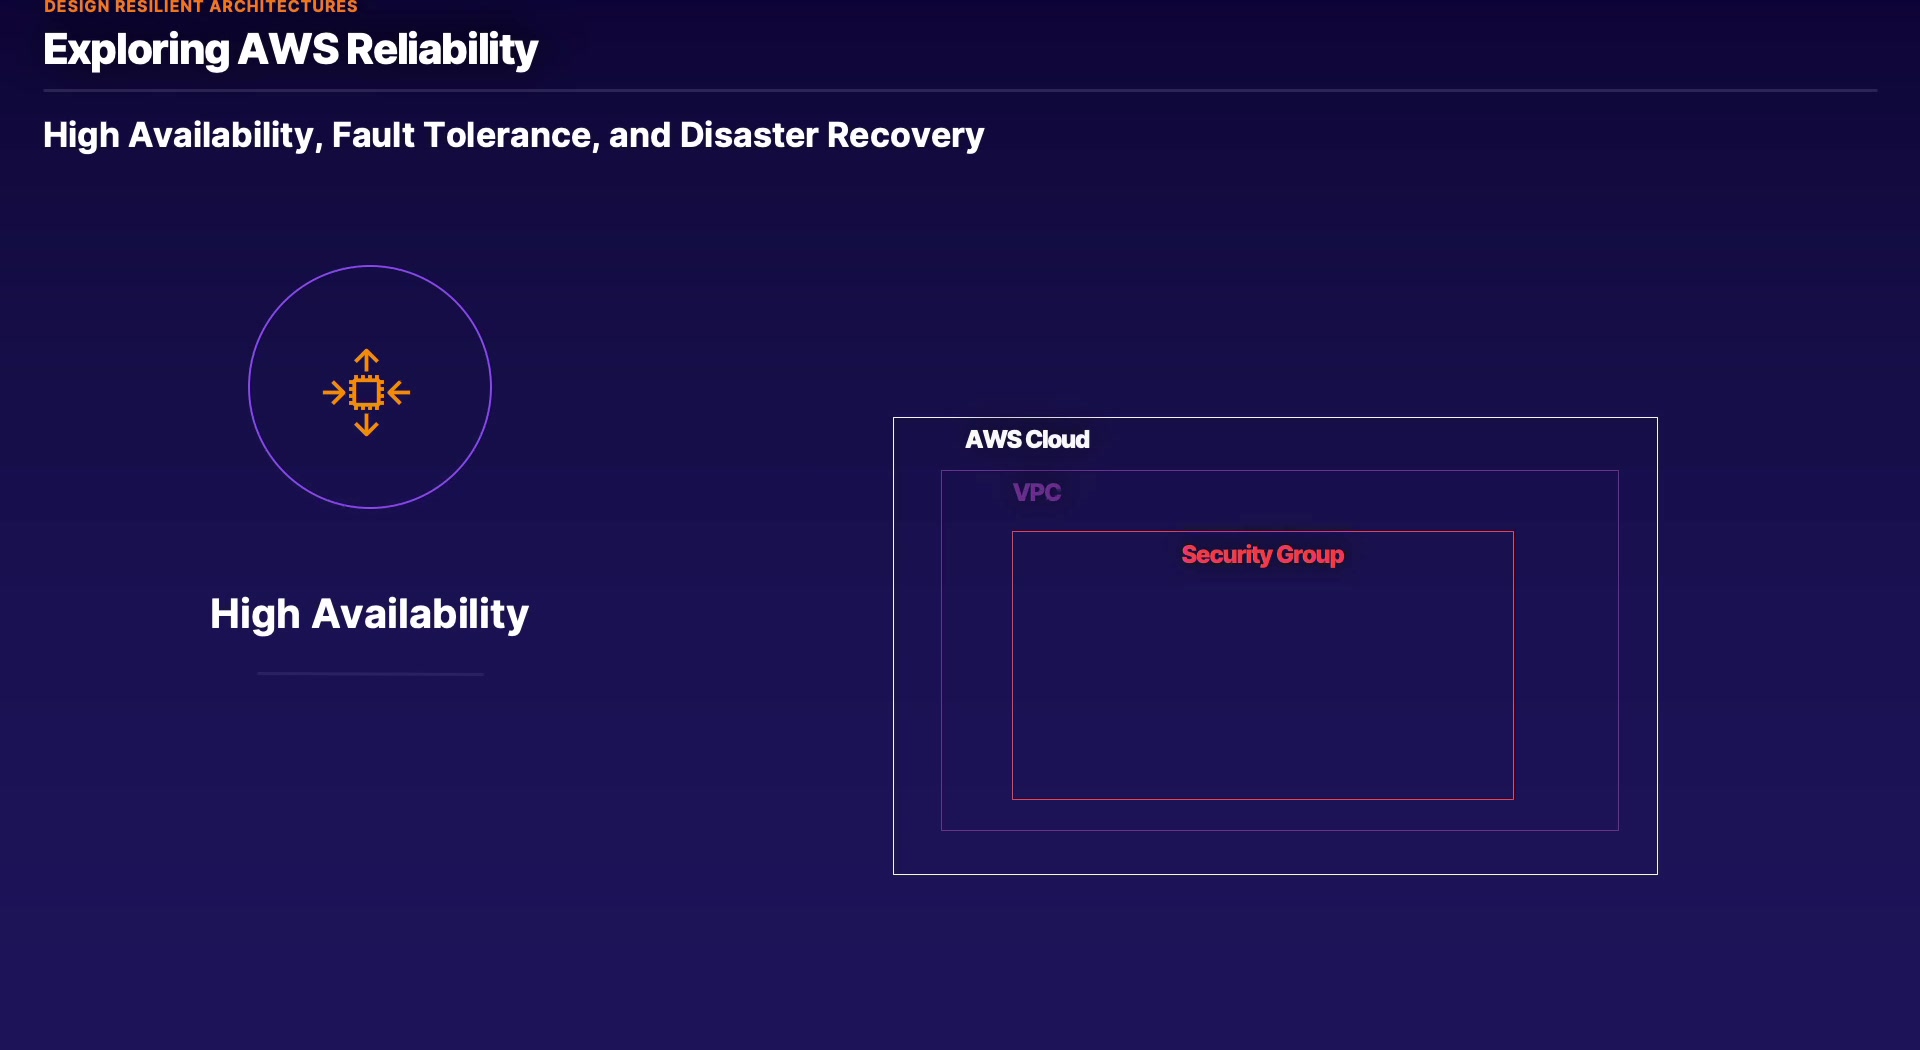 DESIGN RESILIENT ARCHITECTURES
Exploring AWS Reliability
High Availability, Fault Tolerance, and Disaster Recovery
High Availability
AWS Cloud
VPC
Security Group